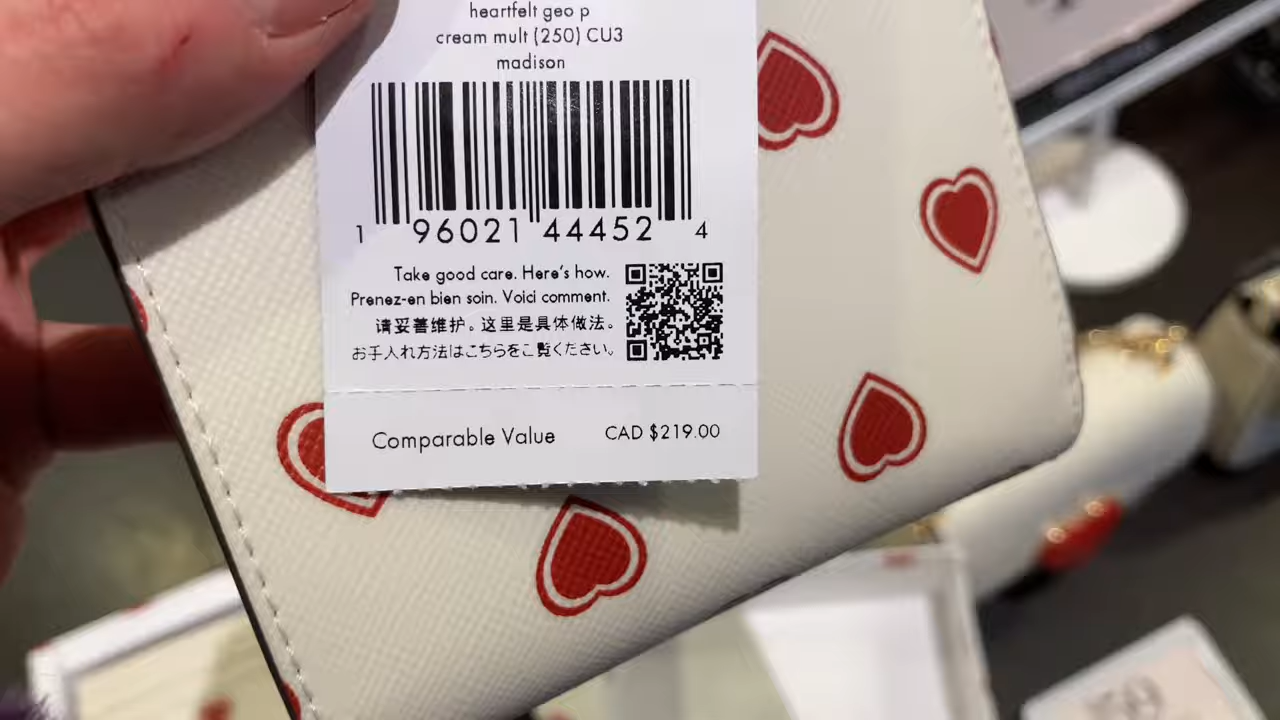 heartfelt geo p
cream mult (250) CU3
madison
1 96021 44452 4
Take good care. Here's how.
Prenez-en bien soin. Voici comment.
请妥善维护。这里是具体做法。
お手入れ方法はこちらをご覧ください。
Comparable Value CAD $219.00